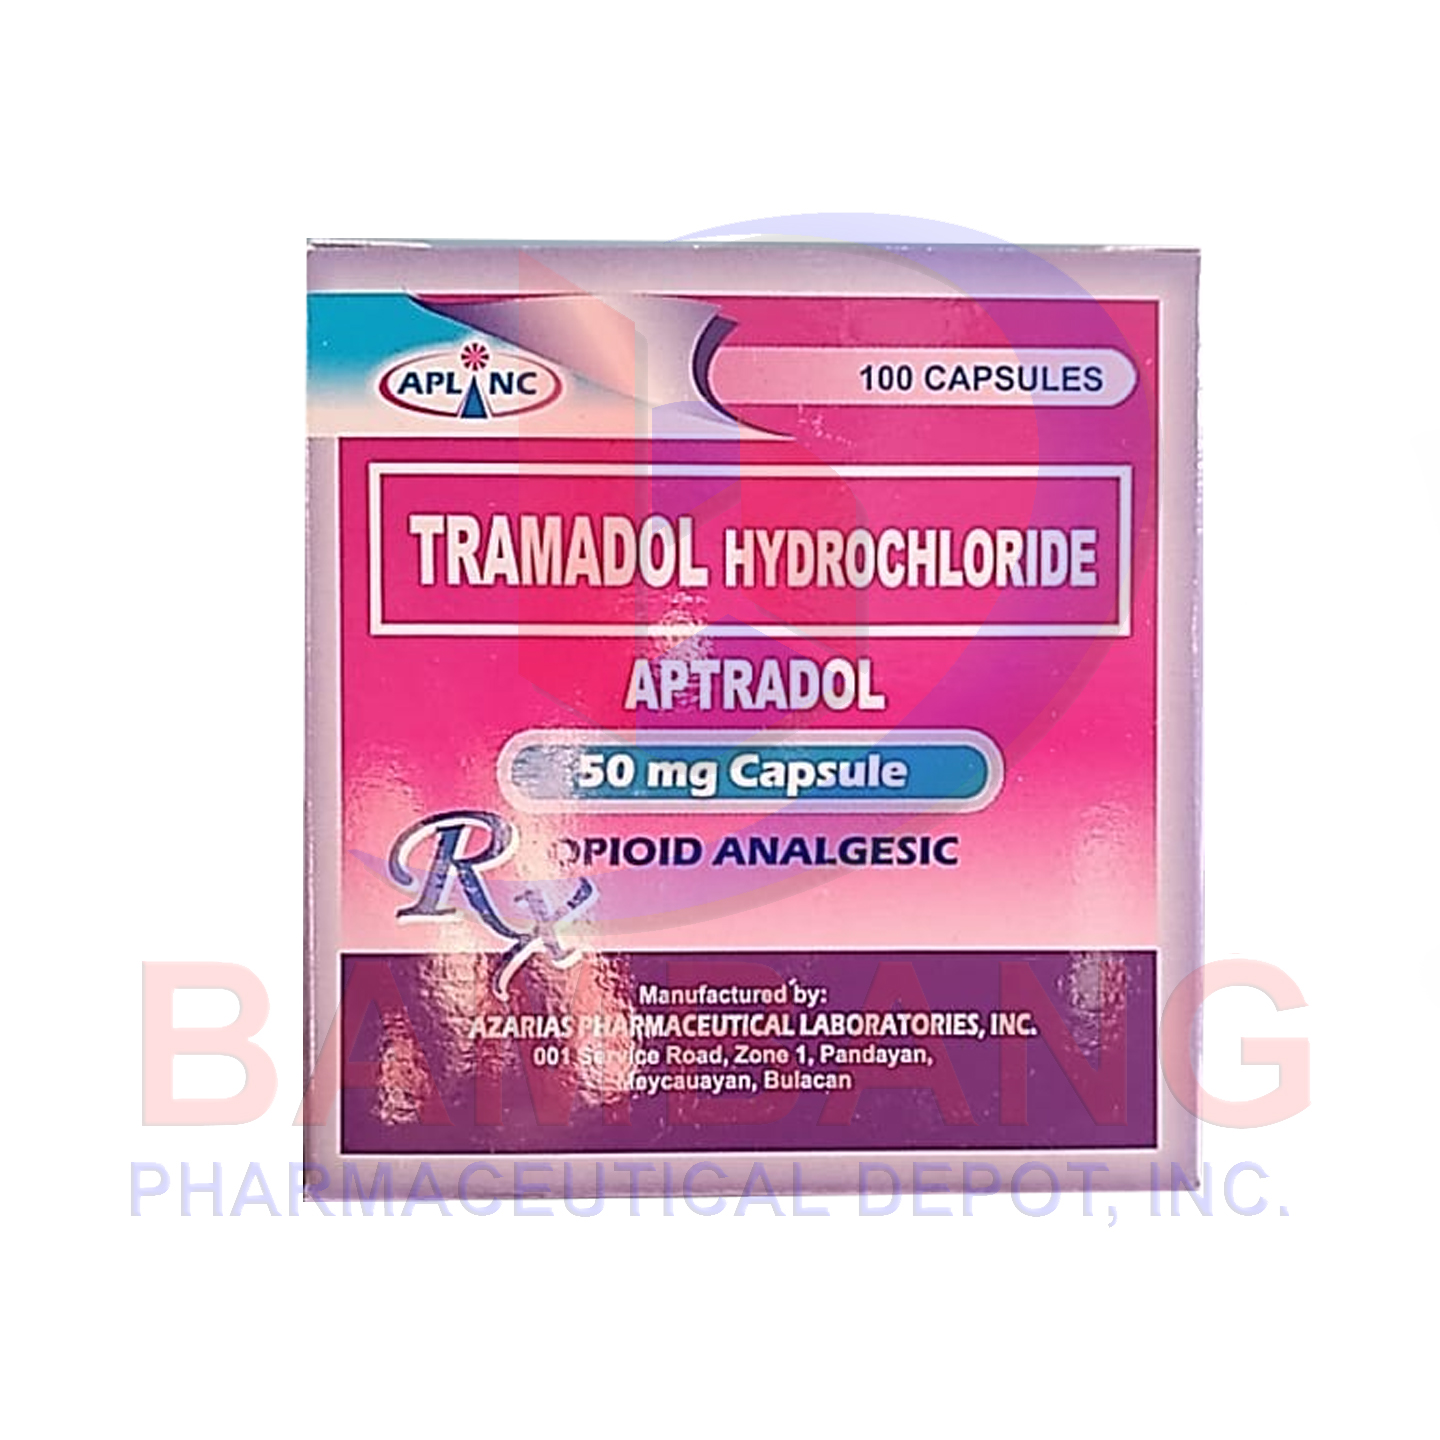 APLINC
100 CAPSULES
TRAMADOL HYDROCHLORIDE
APTRADOL
50 mg Capsule
Rx
OPIOID ANALGESIC
Manufactured by:
AZARIAS PHARMACEUTICAL LABORATORIES, INC.
001 Service Road, Zone 1, Pandayan,
Meycauayan, Bulacan
BAMBANG
PHARMACEUTICAL DEPOT, INC.